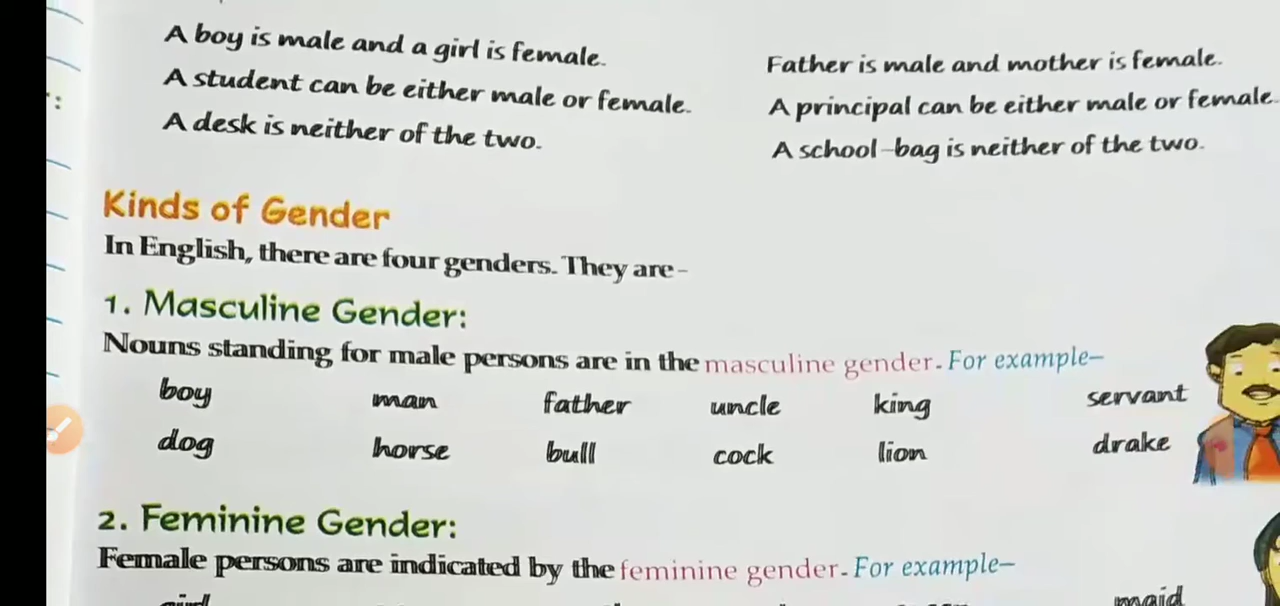 A boy is male and a girl is female.
A student can be either male or female.
A desk is neither of the two.
Father is male and mother is female.
A principal can be either male or female.
A school-bag is neither of the two.
Kinds of Gender
In English, there are four genders. They are-
1. Masculine Gender:
Nouns standing for male persons are in the masculine gender. For example-
boy man father uncle king servant
dog horse bull cock lion drake
2. Feminine Gender:
Female persons are indicated by the feminine gender. For example-
maid